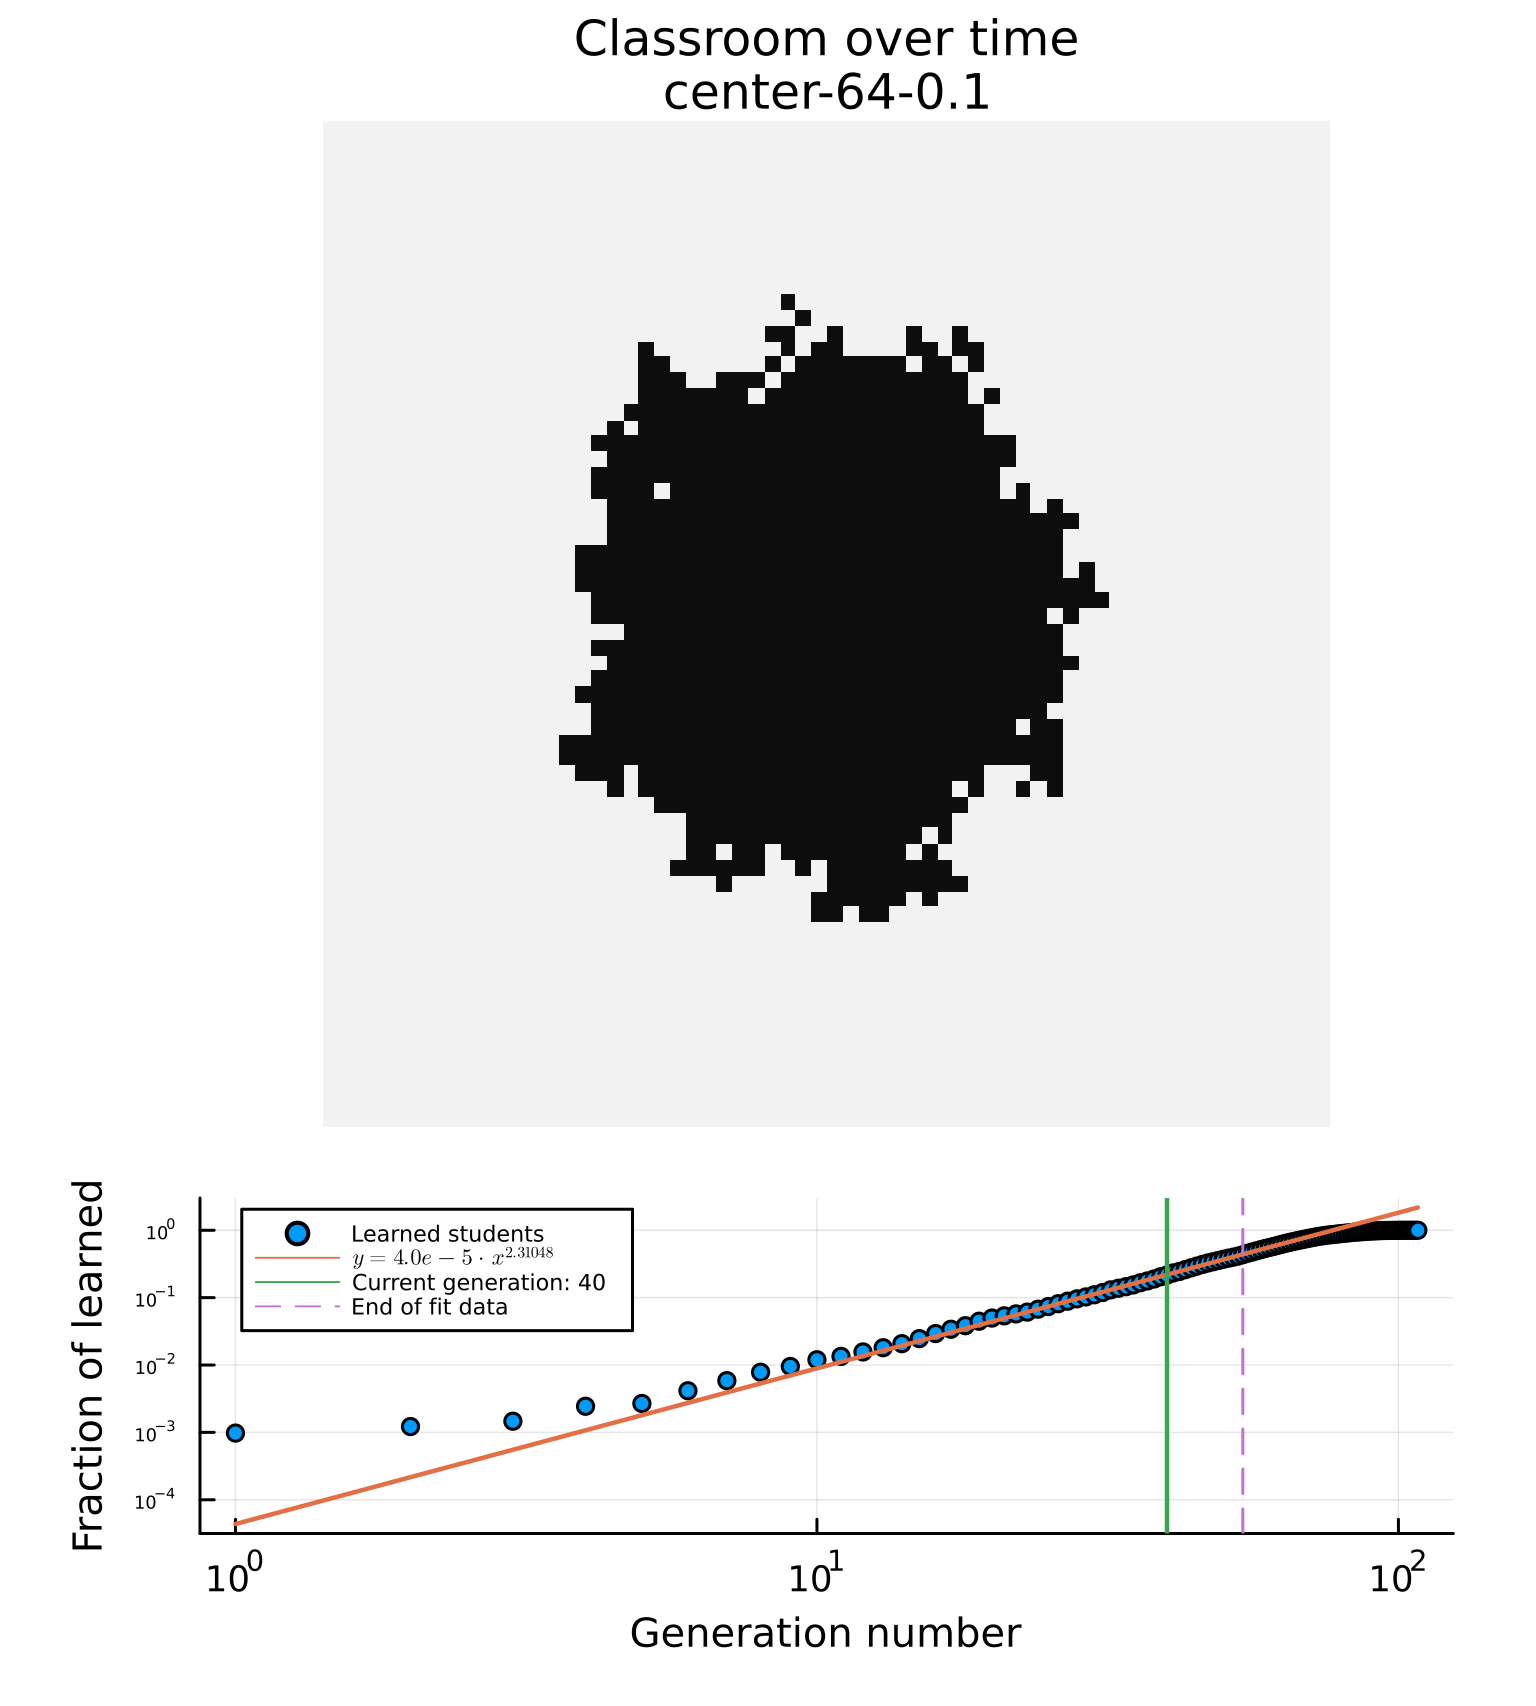 Classroom over time
center-64-0.1
Fraction of learned
10^0
10^-1
10^-2
10^-3
10^-4
Learned students
y = 4.0e − 5 · x^2.31048
Current generation: 40
End of fit data
10^0 10^1 10^2
Generation number